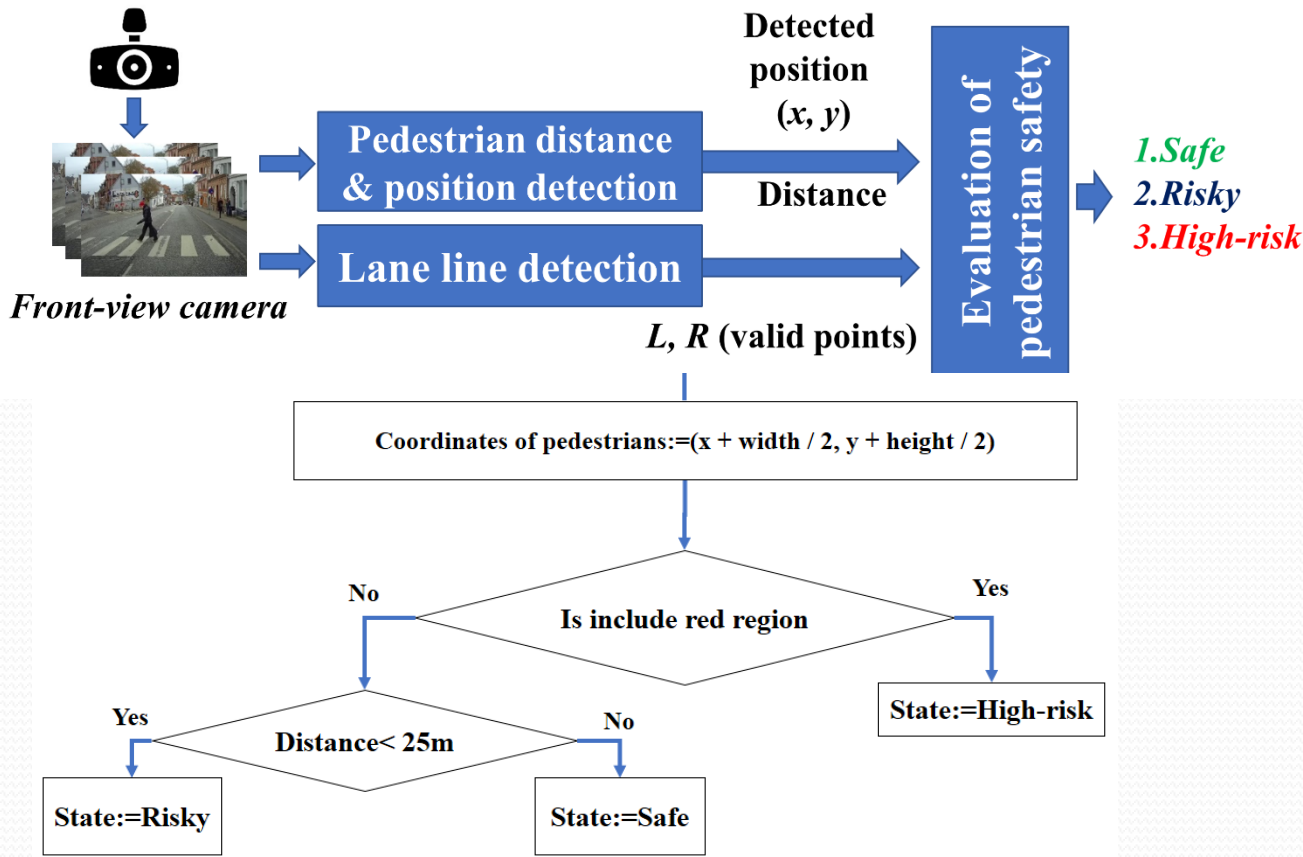 Detected
position
(x, y)
Pedestrian distance
& position detection
Distance
Lane line detection
Front-view camera
L, R (valid points)
Evaluation of
pedestrian safety
1.Safe
2.Risky
3.High-risk
Coordinates of pedestrians:=(x + width / 2, y + height / 2)
No
Yes
Is include red region
State:=High-risk
Yes
No
Distance< 25m
State:=Risky
State:=Safe